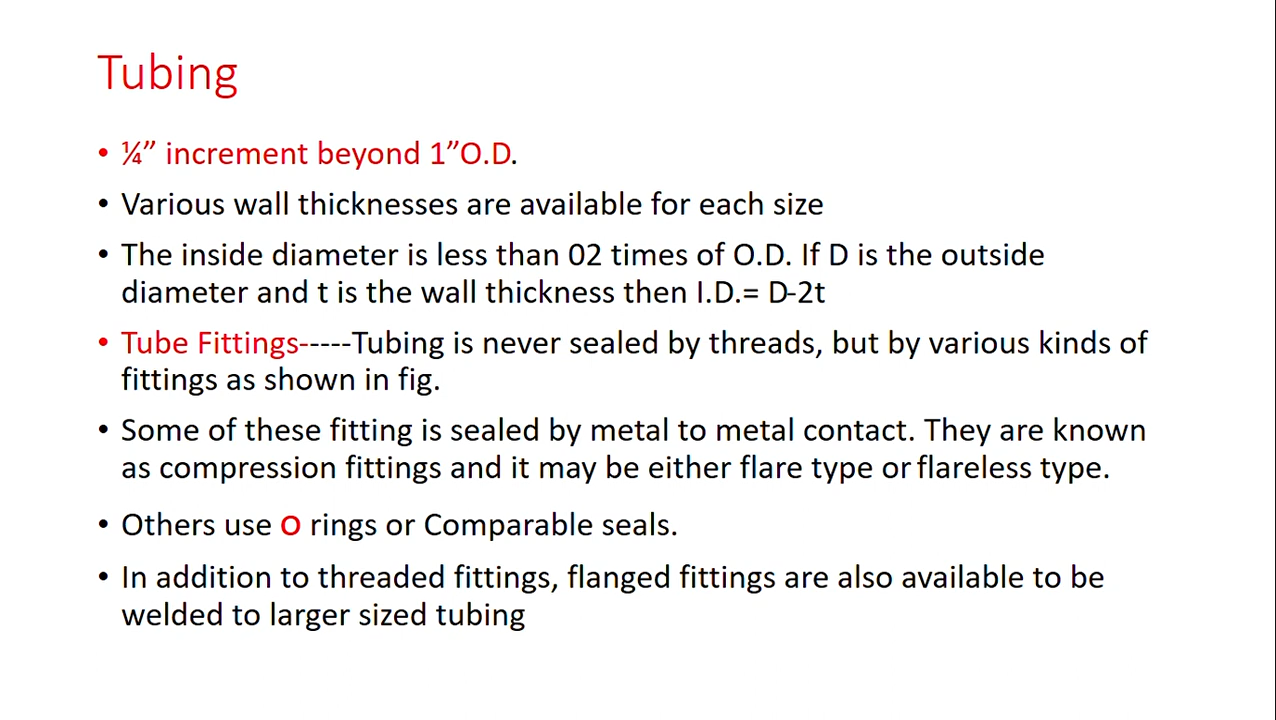 Tubing
• ¼” increment beyond 1”O.D.
• Various wall thicknesses are available for each size
• The inside diameter is less than 02 times of O.D. If D is the outside
diameter and t is the wall thickness then I.D.= D-2t
• Tube Fittings-----Tubing is never sealed by threads, but by various kinds of
fittings as shown in fig.
• Some of these fitting is sealed by metal to metal contact. They are known
as compression fittings and it may be either flare type or flareless type.
• Others use O rings or Comparable seals.
• In addition to threaded fittings, flanged fittings are also available to be
welded to larger sized tubing